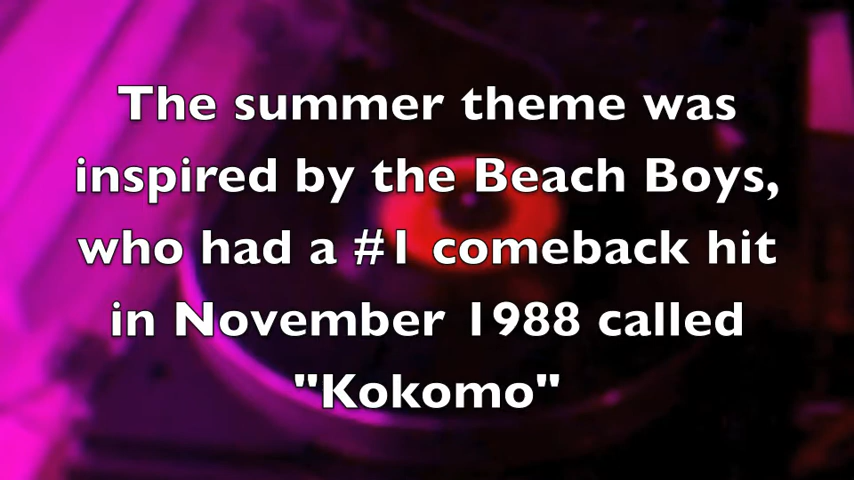 The summer theme was
inspired by the Beach Boys,
who had a #1 comeback hit
in November 1988 called
"Kokomo"